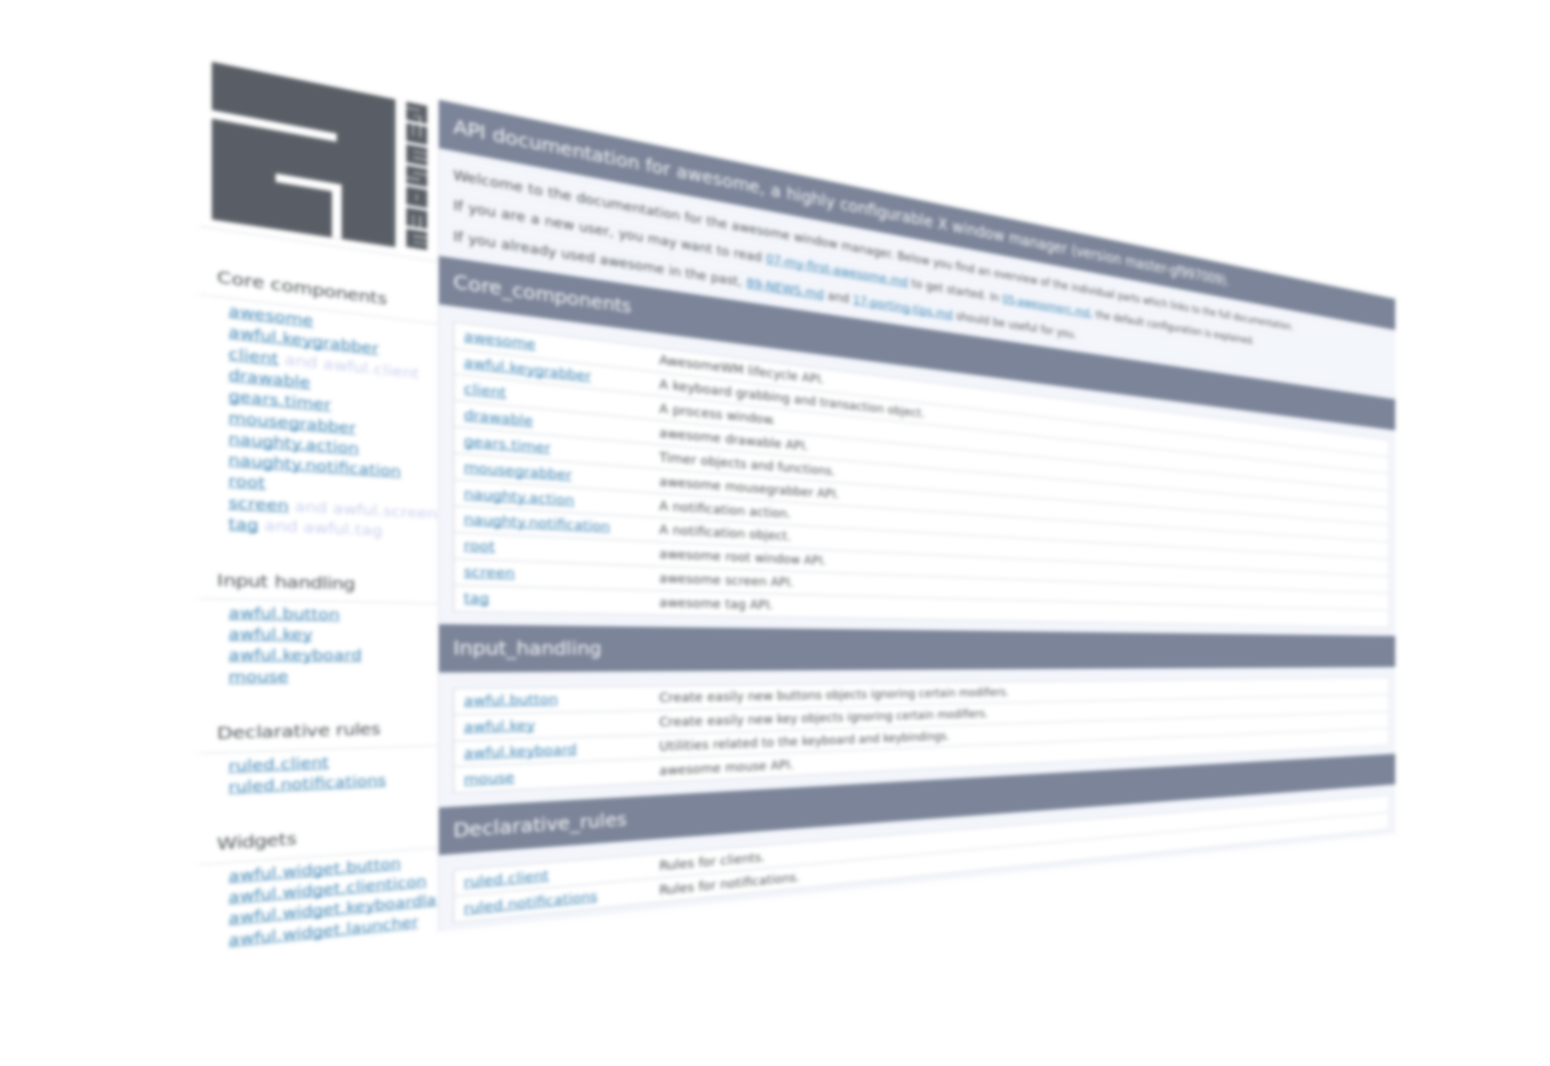 AWESOME
Core components
awesome
awful.keygrabber
client and awful.client
drawable
gears.timer
mousegrabber
naughty.action
naughty.notification
root
screen and awful.screen
tag and awful.tag
Input handling
awful.button
awful.key
awful.keyboard
mouse
Declarative rules
ruled.client
ruled.notifications
Widgets
awful.widget.button
awful.widget.clienticon
awful.widget.keyboardla
awful.widget.launcher
API documentation for awesome, a highly configurable X window manager (version
Welcome to the documentation for the awesome window manager. Below you find an overview of the individual parts which links to the full documentation.
If you are a new user, you may want to read 07-my-first-awesome.md to get started. In 05-awesomerc.md, the default configuration is explained.
If you already used awesome in the past, 89-NEWS.md and 17-porting-tips.md should be useful for you.
Core_components
awesome AwesomeWM lifecycle API.
awful.keygrabber A keyboard grabbing and transaction object.
client A process window.
drawable awesome drawable API.
gears.timer Timer objects and functions.
mousegrabber awesome mousegrabber API.
naughty.action A notification action.
naughty.notification A notification object.
root awesome root window API.
screen awesome screen API.
tag awesome tag API.
Input_handling
awful.button Create easily new buttons objects ignoring certain modifiers.
awful.key Create easily new key objects ignoring certain modifiers.
awful.keyboard Utilities related to the keyboard and keybindings.
mouse awesome mouse API.
Declarative_rules
ruled.client Rules for clients.
ruled.notifications Rules for notifications.